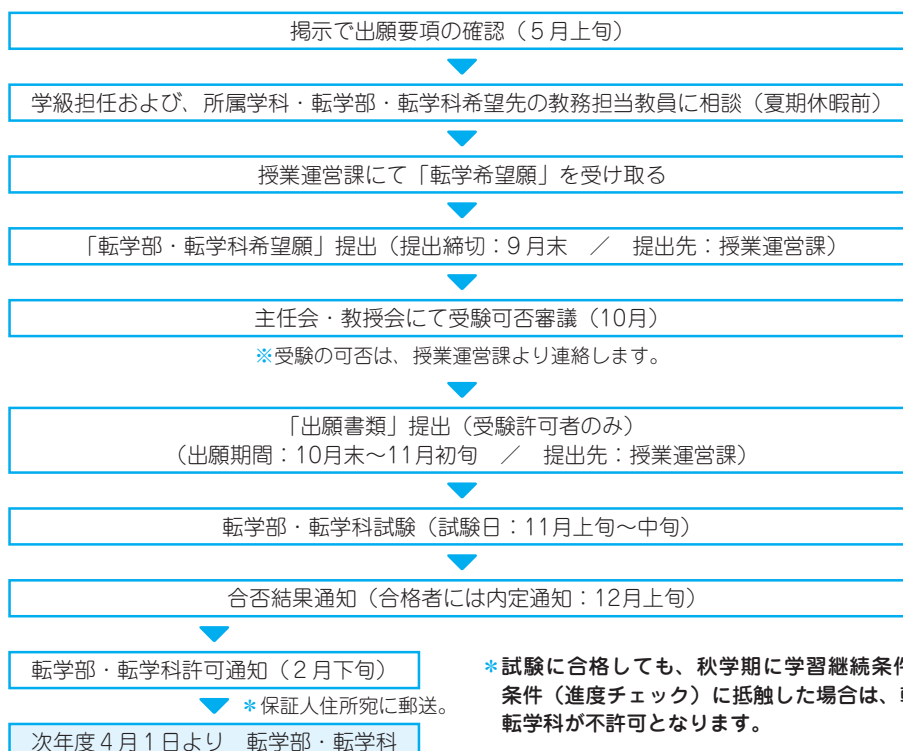 掲示で出願要項の確認（５月上旬）
学級担任および、所属学科・転学部・転学科希望先の教務担当教員に相談（夏期休暇前）
授業運営課にて「転学希望願」を受け取る
「転学部・転学科希望願」提出（提出締切：９月末　／　提出先：授業運営課）
主任会・教授会にて受験可否審議（10月）
※受験の可否は、授業運営課より連絡します。
「出願書類」提出（受験許可者のみ）
（出願期間：10月末〜11月初旬　／　提出先：授業運営課）
転学部・転学科試験（試験日：11月上旬〜中旬）
合否結果通知（合格者には内定通知：12月上旬）
転学部・転学科許可通知（２月下旬）
＊保証人住所宛に郵送。
次年度４月１日より　転学部・転学科
＊試験に合格しても、秋学期に学習継続条件
条件（進度チェック）に抵触した場合は、
転学科が不許可となります。